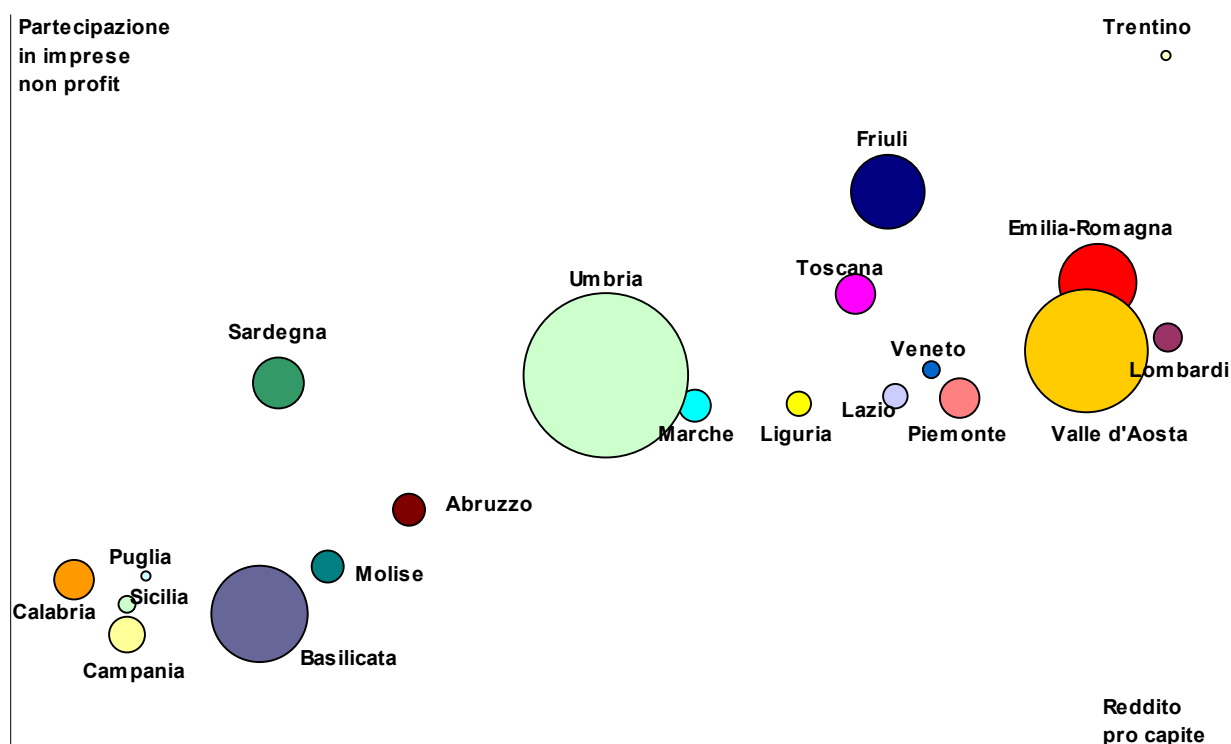 Partecipazione
in imprese
non profit
Trentino
Friuli
Emilia-Romagna
Toscana
Umbria
Sardegna
Veneto
Lombardi
Lazio
Marche
Liguria
Piemonte
Valle d'Aosta
Abruzzo
Puglia
Molise
Sicilia
Calabria
Basilicata
Campania
Reddito
pro capite